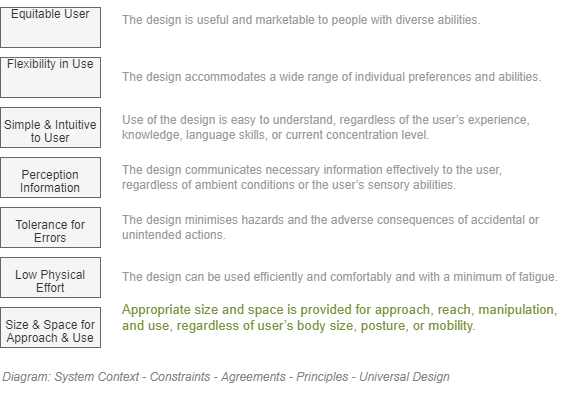 Equitable User
The design is useful and marketable to people with diverse abilities.
Flexibility in Use
The design accommodates a wide range of individual preferences and abilities.
Simple & Intuitive
to User
Use of the design is easy to understand, regardless of the user's experience,
knowledge, language skills, or current concentration level.
Perception
Information
The design communicates necessary information effectively to the user,
regardless of ambient conditions or the user's sensory abilities.
Tolerance for
Errors
The design minimises hazards and the adverse consequences of accidental or
unintended actions.
Low Physical
Effort
The design can be used efficiently and comfortably and with a minimum of fatigue.
Size & Space for
Approach & Use
Appropriate size and space is provided for approach, reach, manipulation,
and use, regardless of user's body size, posture, or mobility.
Diagram: System Context - Constraints - Agreements - Principles - Universal Design